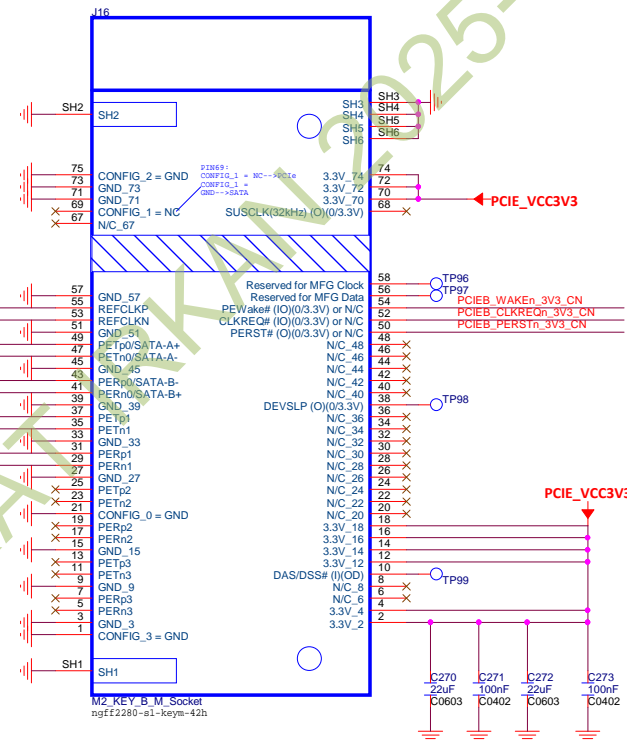 J16
SH2 SH2
SH3 SH3
SH4 SH4
SH5 SH5
SH6 SH6
PIN69:
CONFIG_1 = NC-->PCIe
CONFIG_1 =
GND-->SATA
75 CONFIG_2 = GND 3.3V_74 74
73 GND_73 3.3V_72 72
71 GND_71 3.3V_70 70
69 CONFIG_1 = NC SUSCLK(32kHz) (O)(0/3.3V) 68
67 N/C_67
PCIE_VCC3V3
Reserved for MFG Clock 58 TP96
57 GND_57 Reserved for MFG Data 56 TP97
55 REFCLKP PEWake# (IO)(0/3.3V) or N/C 54 PCIEB_WAKEn_3V3_CN
53 REFCLKN CLKREQ# (IO)(0/3.3V) or N/C 52 PCIEB_CLKREQn_3V3_CN
51 GND_51 PERST# (O)(0/3.3V) or N/C 50 PCIEB_PERSTn_3V3_CN
49 PETp0/SATA-A+ N/C_48 48
47 PETn0/SATA-A- N/C_46 46
45 GND_45 N/C_44 44
43 PERp0/SATA-B- N/C_42 42
41 PERn0/SATA-B+ N/C_40 40
39 GND_39 DEVSLP (O)(0/3.3V) 38 TP98
37 PETp1 N/C_36 36
35 PETn1 N/C_34 34
33 GND_33 N/C_32 32
31 PERp1 N/C_30 30
29 PERn1 N/C_28 28
27 GND_27 N/C_26 26
25 PETp2 N/C_24 24
23 PETn2 N/C_22 22
21 CONFIG_0 = GND N/C_20 20
19 PERp2 3.3V_18 18
17 PERn2 3.3V_16 16
15 GND_15 3.3V_14 14
13 PETp3 3.3V_12 12
11 PETn3 DAS/DSS# (I)(OD) 10 TP99
9 GND_9 N/C_8 8
7 PERp3 N/C_6 6
5 PERn3 3.3V_4 4
3 GND_3 3.3V_2 2
1 CONFIG_3 = GND
PCIE_VCC3V3
SH1 SH1
M2_KEY_B_M_Socket
ngff2280-sl-keym-42h
C270 C271 C272 C273
22uF 100nF 22uF 100nF
C0603 C0402 C0603 C0402
AT IRKAN 2025-